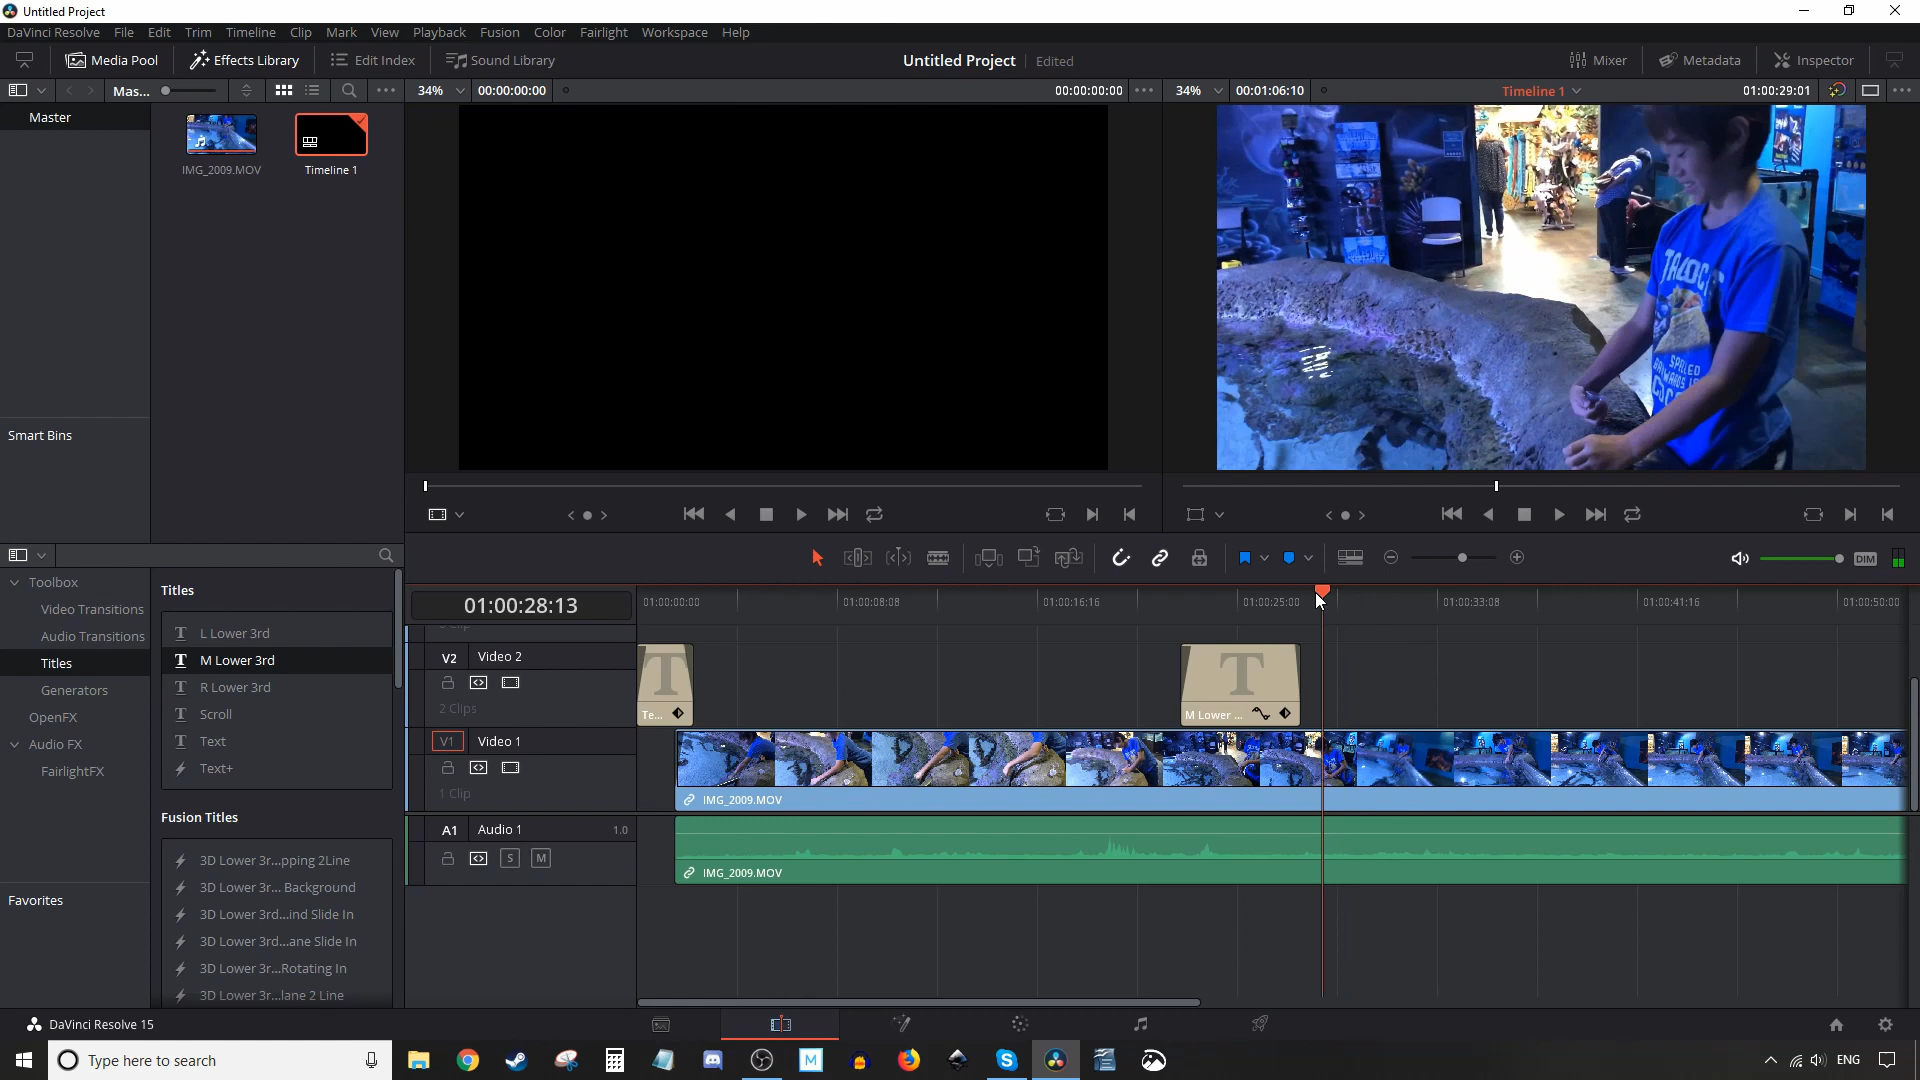 Untitled Project
DaVinci Resolve File Edit Trim Timeline Clip Mark View Playback Fusion Color Fairlight Workspace Help
Media Pool Effects Library Edit Index Sound Library Untitled Project Edited Mixer Metadata Inspector
Mas... 34% 00:00:00:00 00:00:00:00 34% 00:01:06:10 Timeline 1 01:00:29:01
Master
IMG_2009.MOV Timeline 1
Smart Bins
Toolbox
Video Transitions
Audio Transitions
Titles
Generators
OpenFX
Audio FX
FairlightFX
Favorites
Titles
L Lower 3rd
M Lower 3rd
R Lower 3rd
Scroll
Text
Text+
Fusion Titles
3D Lower 3r...pping 2Line
3D Lower 3r... Background
3D Lower 3rd...ind Slide In
3D Lower 3rd...ane Slide In
3D Lower 3r...Rotating In
3D Lower 3r...lane 2 Line
DIM
01:00:28:13 01:00:00:00 01:00:08:08 01:00:16:16 01:00:25:00 01:00:33:08 01:00:41:16 01:00:50:00
V2 Video 2
2 Clips
Te... M Lower ...
V1 Video 1
1 Clip
IMG_2009.MOV
A1 Audio 1 1.0
S M
IMG_2009.MOV
DaVinci Resolve 15
Type here to search
ENG